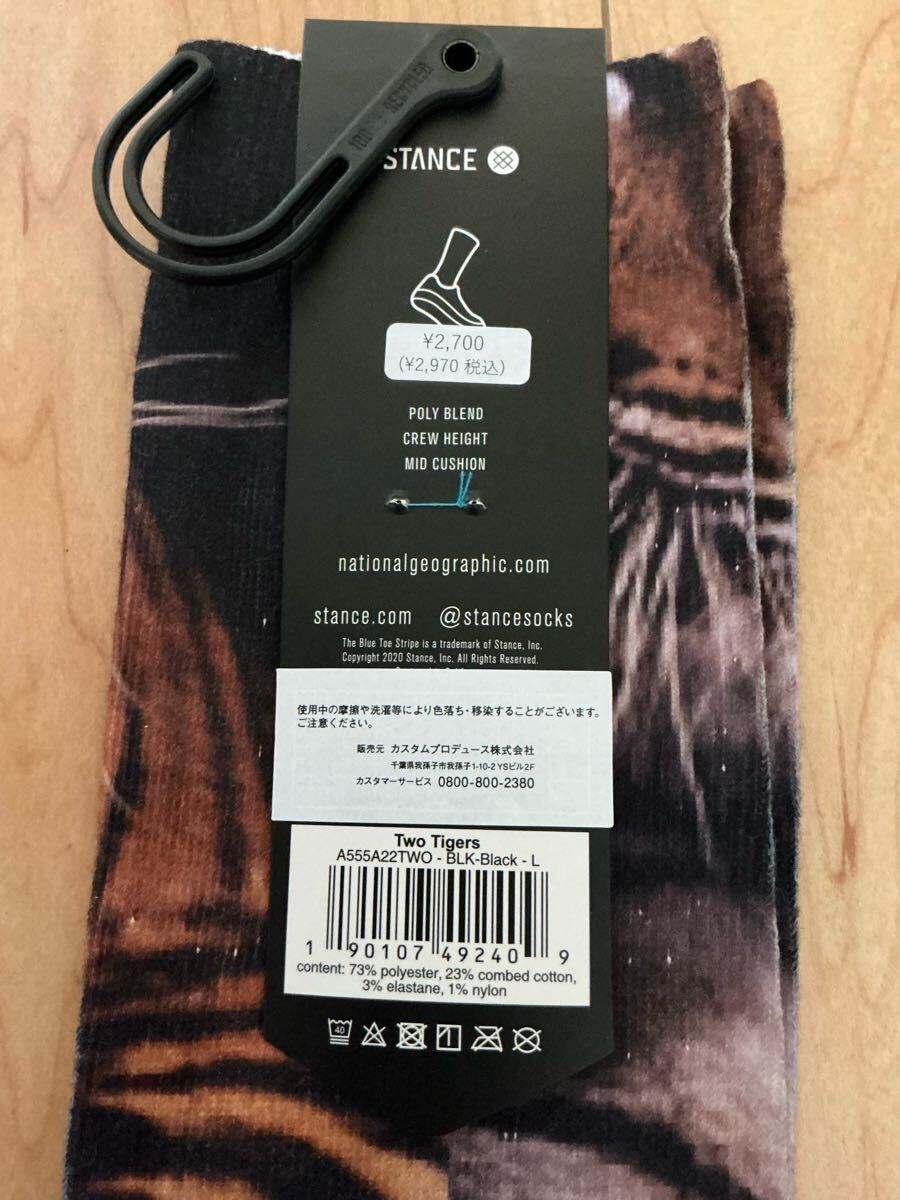 100% RECYCLED
STANCE
¥2,700
(¥2,970 税込)
POLY BLEND
CREW HEIGHT
MID CUSHION
nationalgeographic.com
stance.com @stancesocks
The Blue Toe Stripe is a trademark of Stance, Inc.
Copyright 2020 Stance, Inc. All Rights Reserved.
使用中の摩擦や洗濯等により色落ち・移染することがございます。
ご注意ください。
販売元 カスタムプロデュース株式会社
千葉県我孫子市我孫子1-10-2 YSビル2F
カスタマーサービス 0800-800-2380
Two Tigers
A555A22TWO - BLK-Black - L
1 90107 49240 9
content: 73% polyester, 23% combed cotton,
3% elastane, 1% nylon
40